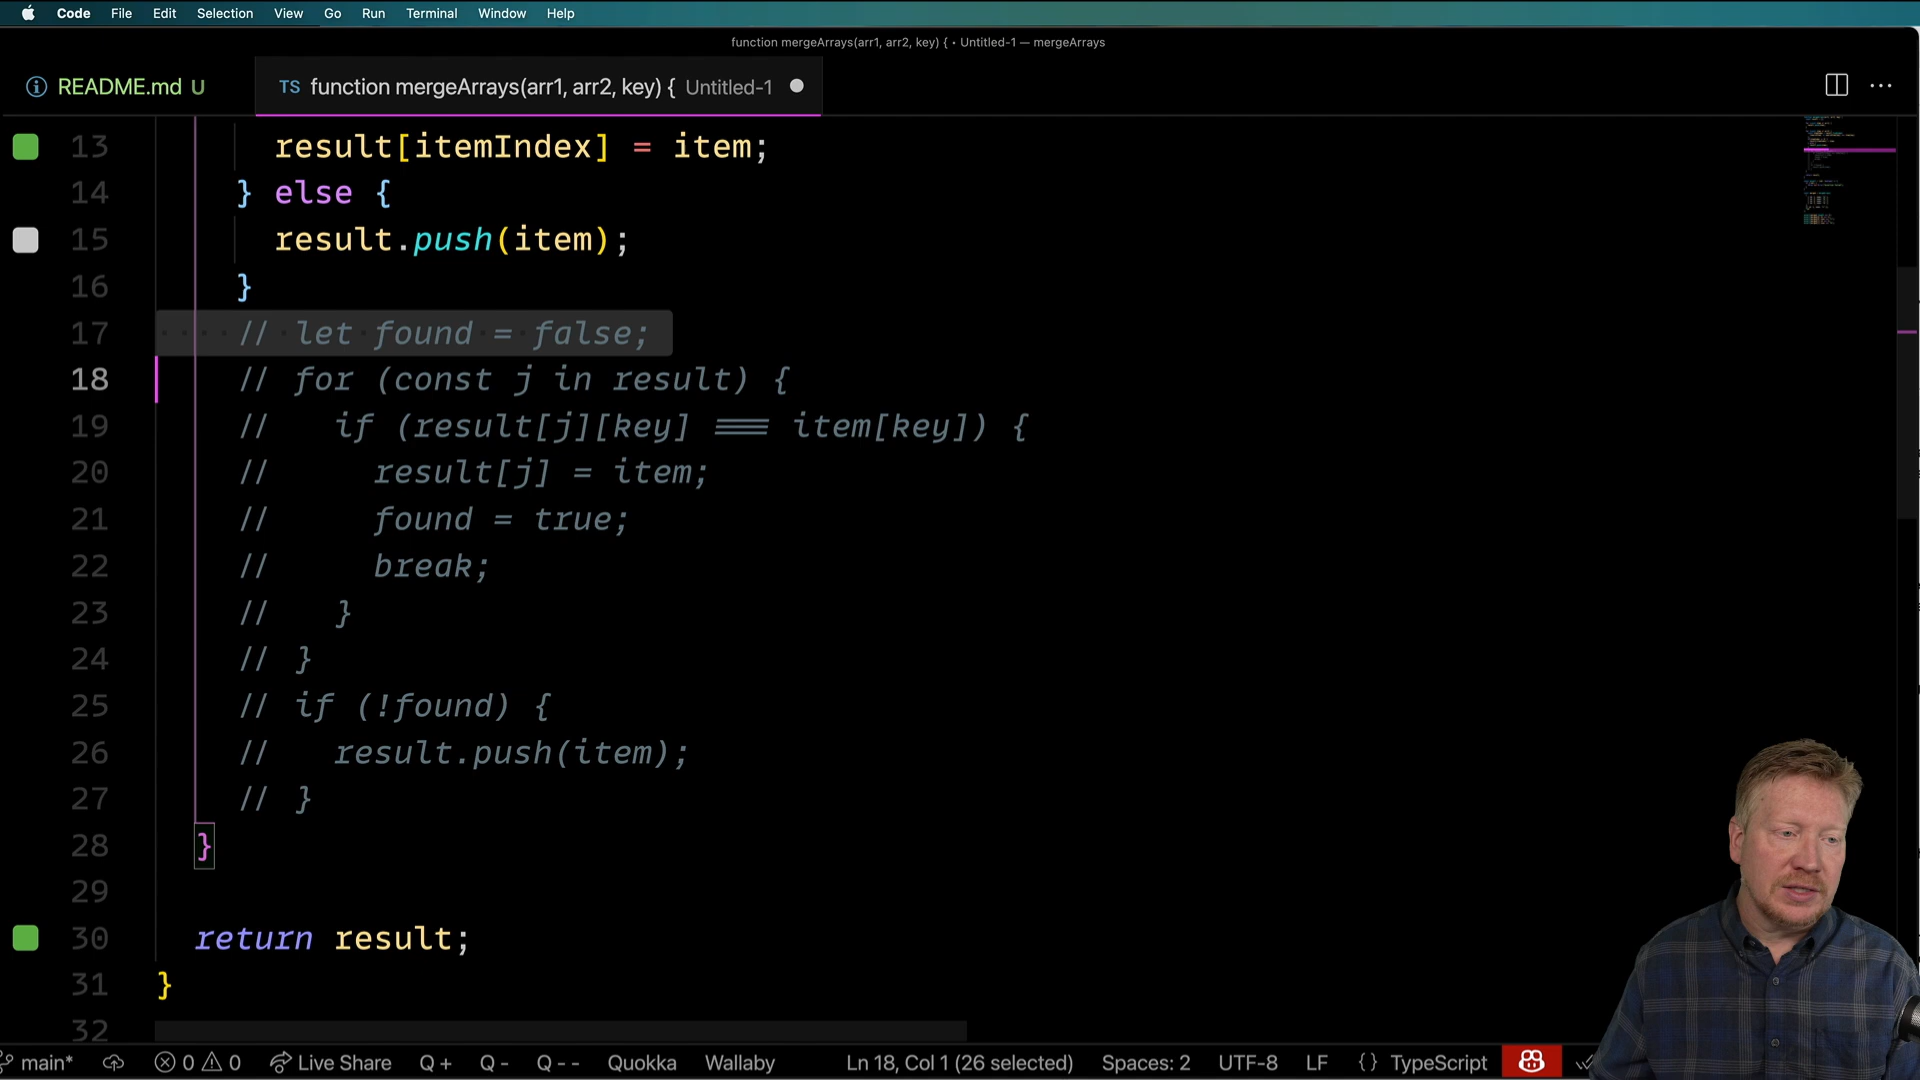 Code File Edit Selection View Go Run Terminal Window Help
function mergeArrays(arr1, arr2, key) { • Untitled-1 — mergeArrays
README.md U
TS function mergeArrays(arr1, arr2, key) { Untitled-1
13 result[itemIndex] = item;
14 } else {
15 result.push(item);
16 }
17 // let found = false;
18 // for (const j in result) {
19 // if (result[j][key] === item[key]) {
20 // result[j] = item;
21 // found = true;
22 // break;
23 // }
24 // }
25 // if (!found) {
26 // result.push(item);
27 // }
28 }
29
30 return result;
31 }
32
main* 0 0 Live Share Q + Q - Q - - Quokka Wallaby Ln 18, Col 1 (26 selected) Spaces: 2 UTF-8 LF {} TypeScript